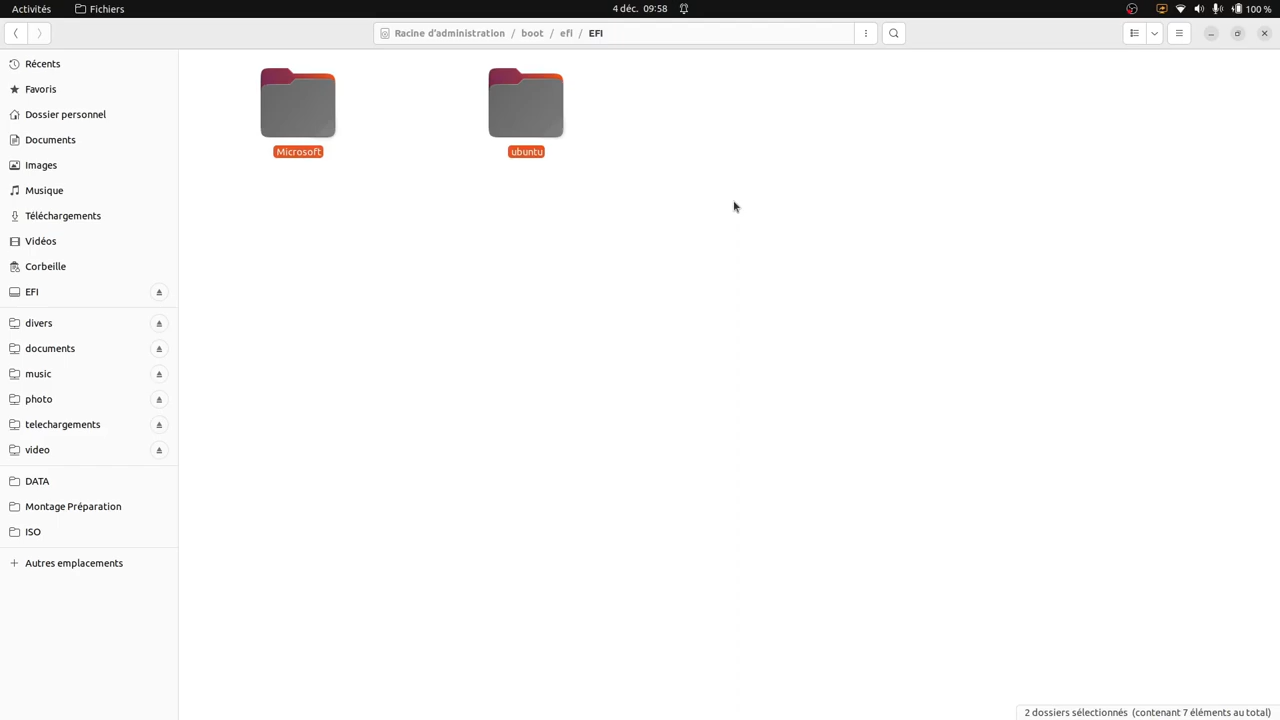 Activités
Fichiers
4 déc. 09:58
100 %
Racine d'administration / boot / efi / EFI
Récents
Favoris
Dossier personnel
Documents
Images
Musique
Téléchargements
Vidéos
Corbeille
EFI
divers
documents
music
photo
telechargements
video
DATA
Montage Préparation
ISO
Autres emplacements
Microsoft
ubuntu
2 dossiers sélectionnés (contenant 7 éléments au total)